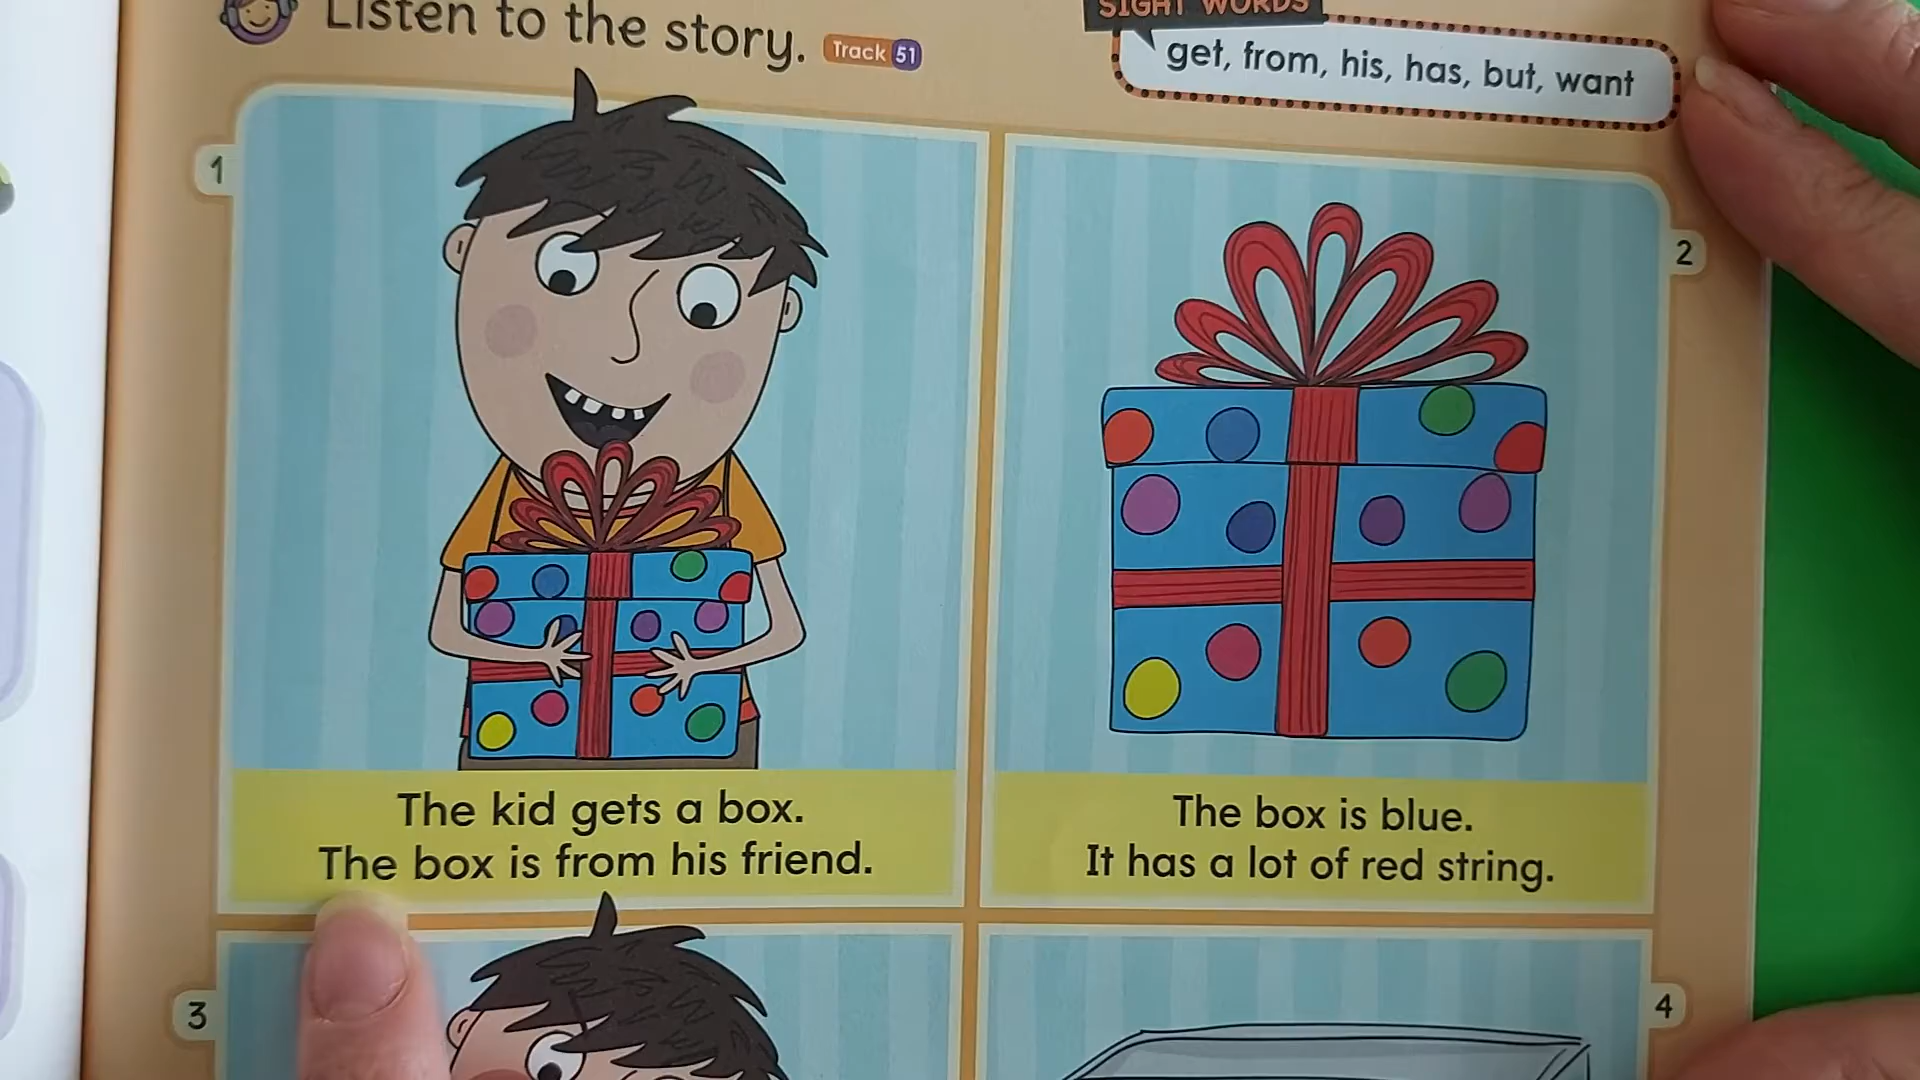 Listen to the story. Track 51
SIGHT WORDS
get, from, his, has, but, want
1
The kid gets a box.
The box is from his friend.
2
The box is blue.
It has a lot of red string.
3
4